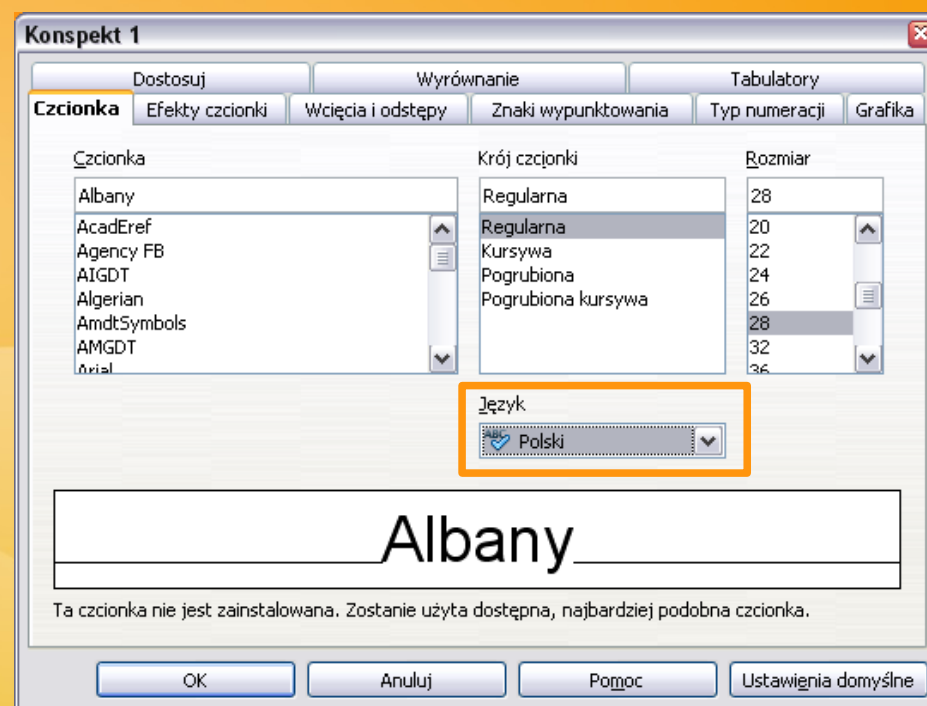 Konspekt 1
Dostosuj Wyrównanie Tabulatory
Czcionka Efekty czcionki Wcięcia i odstępy Znaki wypunktowania Typ numeracji Grafika
Czcionka Krój czcionki Rozmiar
Albany Regularna 28
AcadEref Regularna 20
Agency FB Kursywa 22
AIGDT Pogrubiona 24
Algerian Pogrubiona kursywa 26
AmdtSymbols 28
AMGDT 32
Arial 36
Język
ABC Polski
Albany
Ta czcionka nie jest zainstalowana. Zostanie użyta dostępna, najbardziej podobna czcionka.
OK Anuluj Pomoc Ustawienia domyślne